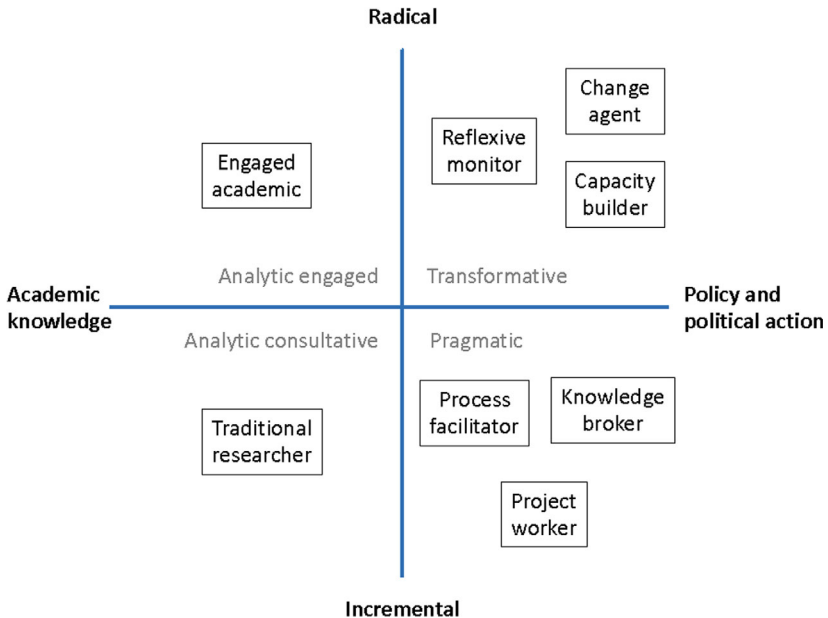 Radical
Change
agent
Reflexive
monitor
Engaged
academic
Capacity
builder
Analytic engaged
Transformative
Academic
knowledge
Policy and
political action
Analytic consultative
Pragmatic
Process
facilitator
Knowledge
broker
Traditional
researcher
Project
worker
Incremental